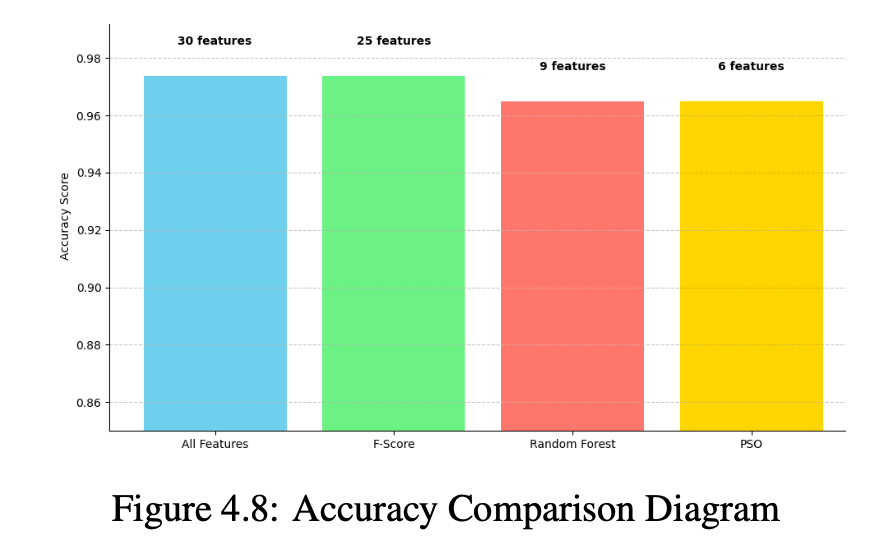 30 features
25 features
9 features
6 features
0.98
0.96
0.94
0.92
0.90
0.88
0.86
Accuracy Score
All Features
F-Score
Random Forest
PSO
Figure 4.8: Accuracy Comparison Diagram